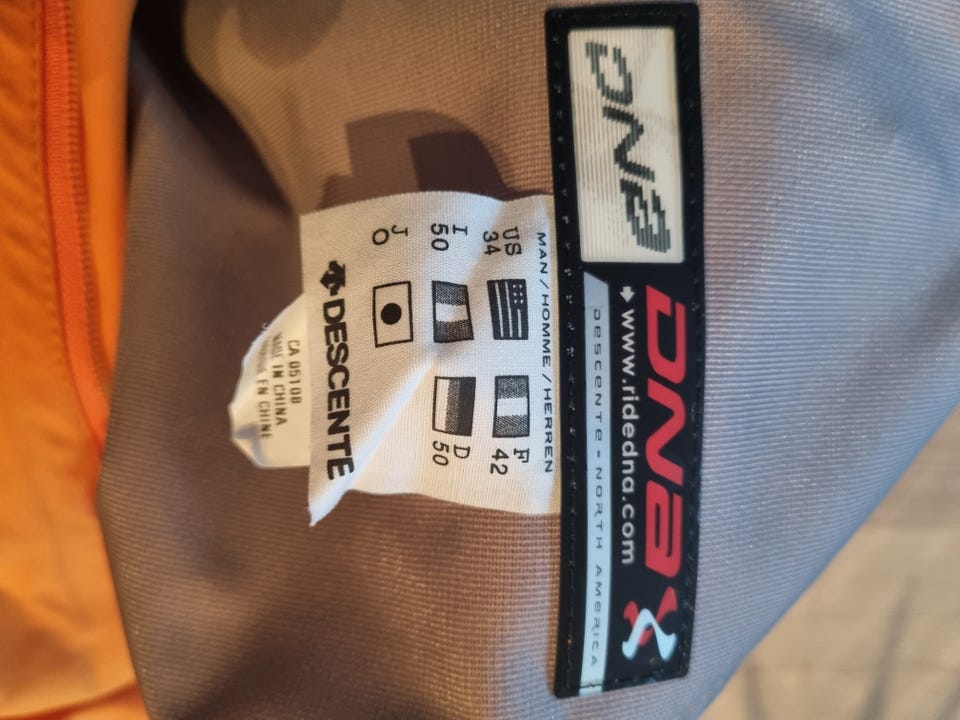 DNA
DNA
www.ridedna.com
DESCENTE - NORTH AMERICA
MAN / HOMME / HERREN
US 34
F 42
I 50
D 50
J O
DESCENTE
CA 05108
MADE IN CHINA
EN CHINE